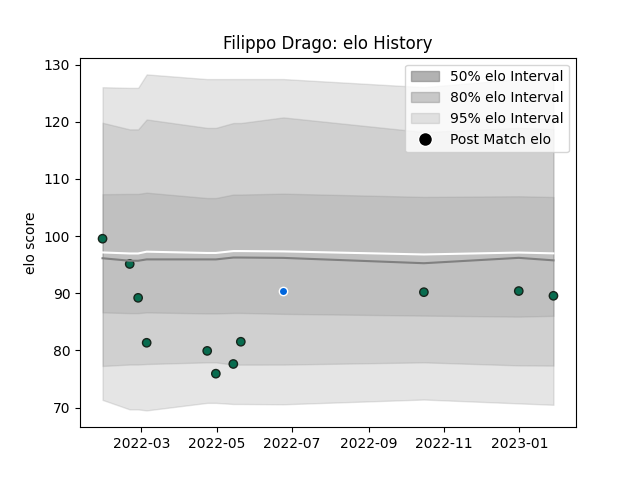 Filippo Drago: elo History
130
120
110
100
90
80
70
elo score
50% elo Interval
80% elo Interval
95% elo Interval
Post Match elo
2022-03
2022-05
2022-07
2022-09
2022-11
2023-01